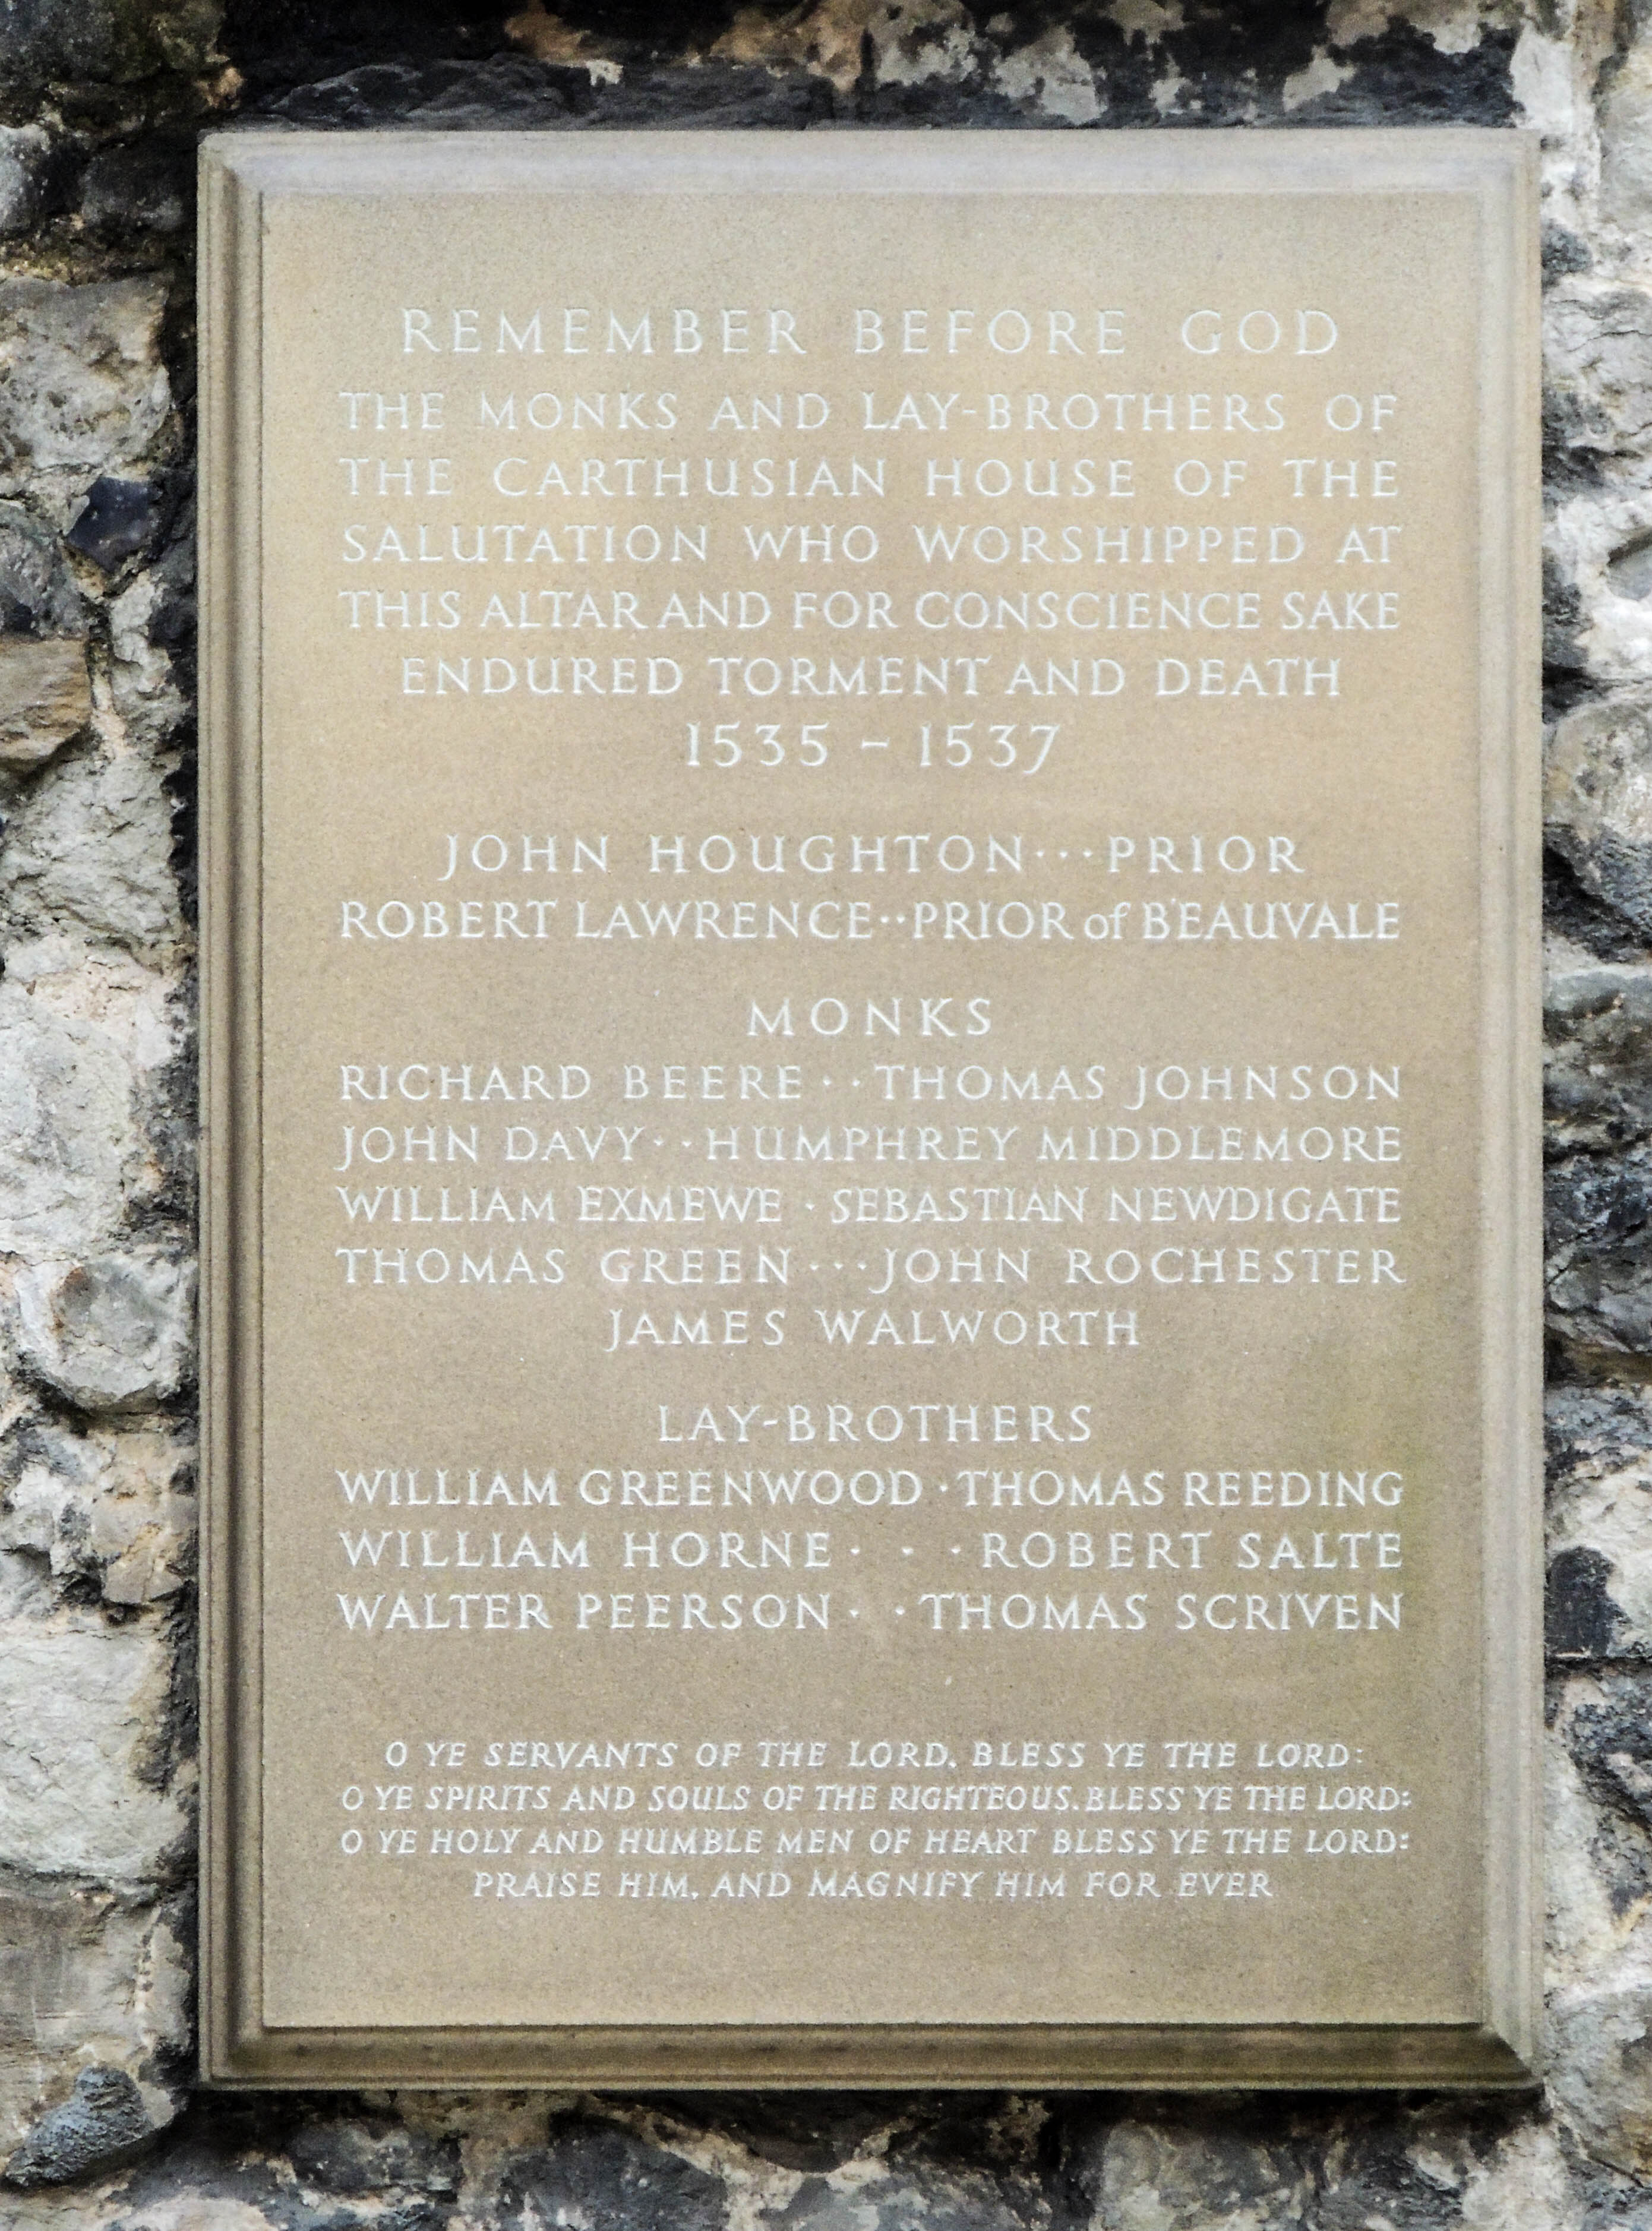 REMEMBER BEFORE GOD
THE MONKS AND LAY-BROTHERS OF
THE CARTHUSIAN HOUSE OF THE
SALUTATION WHO WORSHIPPED AT
THIS ALTAR AND FOR CONSCIENCE SAKE
ENDURED TORMENT AND DEATH
1535 - 1537
JOHN HOUGHTON···PRIOR
ROBERT LAWRENCE··PRIOR of BEAUVALE
MONKS
RICHARD BEERE··THOMAS JOHNSON
JOHN DAVY··HUMPHREY MIDDLEMORE
WILLIAM EXMEWE·SEBASTIAN NEWDIGATE
THOMAS GREEN···JOHN ROCHESTER
JAMES WALWORTH
LAY-BROTHERS
WILLIAM GREENWOOD·THOMAS REEDING
WILLIAM HORNE· · ·ROBERT SALTE
WALTER PEERSON· ·THOMAS SCRIVEN
O YE SERVANTS OF THE LORD, BLESS YE THE LORD:
O YE SPIRITS AND SOULS OF THE RIGHTEOUS, BLESS YE THE LORD:
O YE HOLY AND HUMBLE MEN OF HEART BLESS YE THE LORD:
PRAISE HIM, AND MAGNIFY HIM FOR EVER